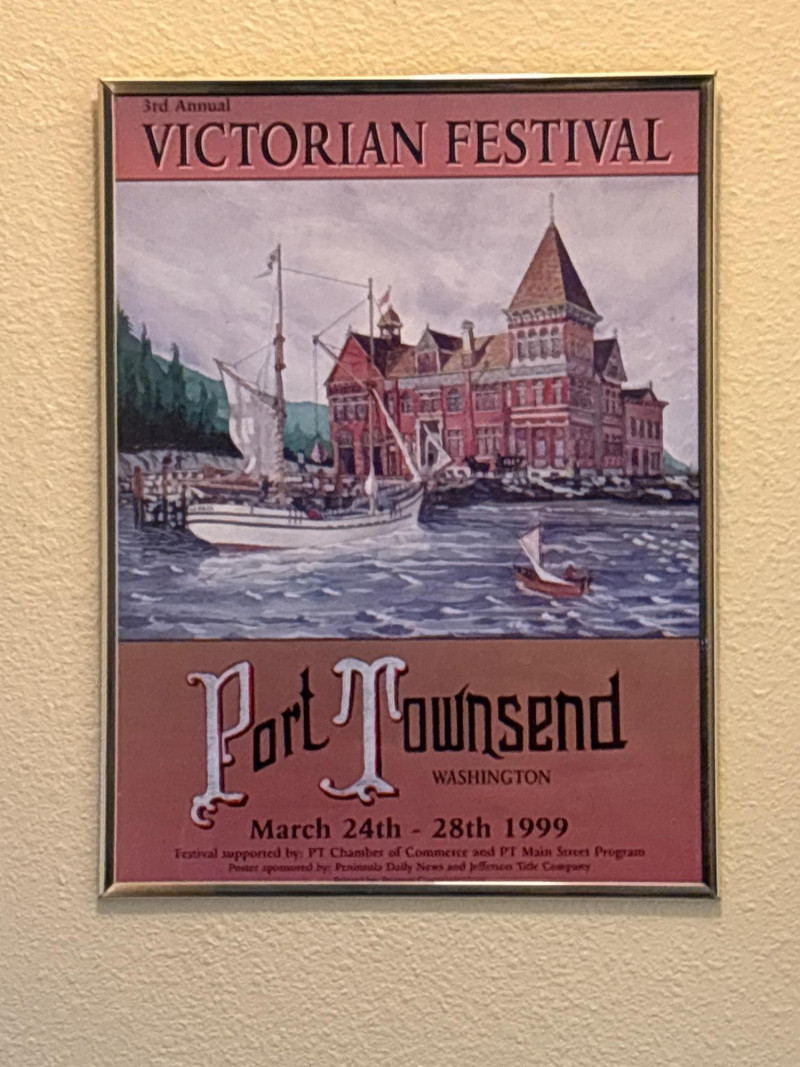 3rd Annual
VICTORIAN FESTIVAL
Port Townsend
WASHINGTON
March 24th - 28th 1999
Festival supported by: PT Chamber of Commerce and PT Main Street Program
Poster sponsored by: Peninsula Daily News and Jefferson Title Company